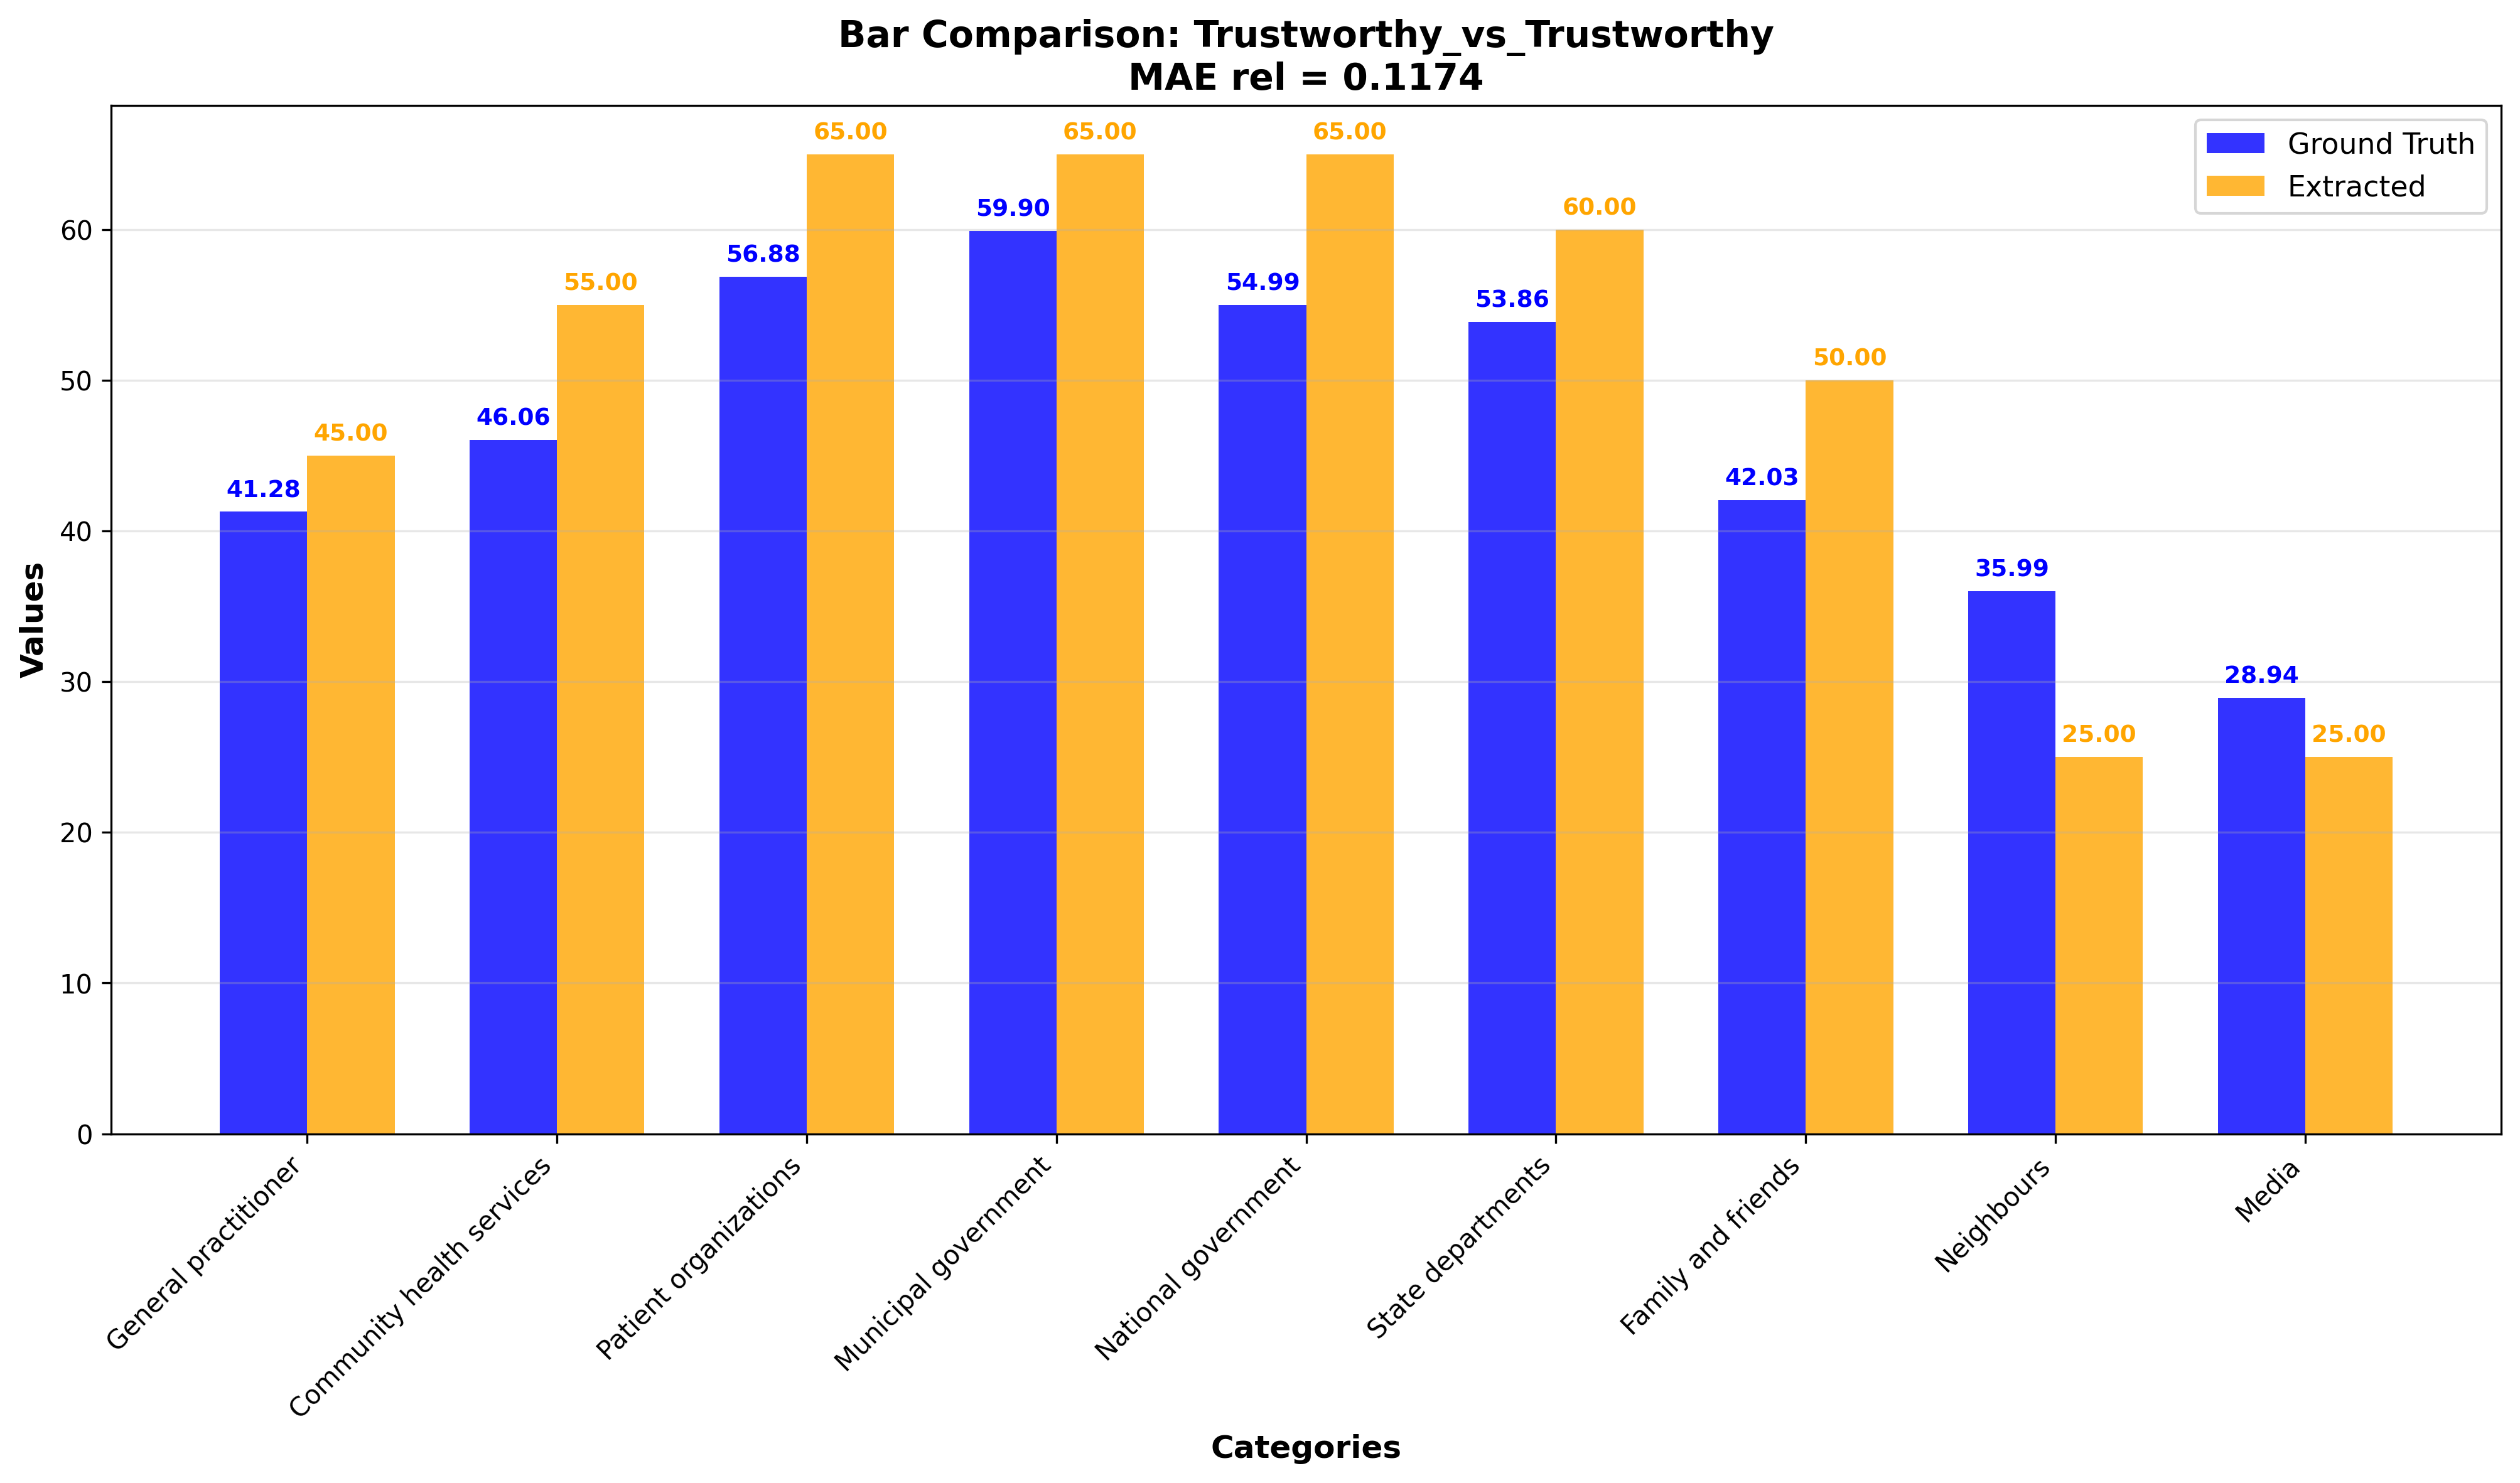 Bar Comparison: Trustworthy_vs_Trustworthy
MAE rel = 0.1174
Ground Truth
Extracted
Values
60
50
40
30
20
10
0
41.28
45.00
46.06
55.00
56.88
65.00
59.90
65.00
54.99
65.00
53.86
60.00
42.03
50.00
35.99
25.00
28.94
25.00
General practitioner
Community health services
Patient organizations
Municipal government
National government
State departments
Family and friends
Neighbours
Media
Categories